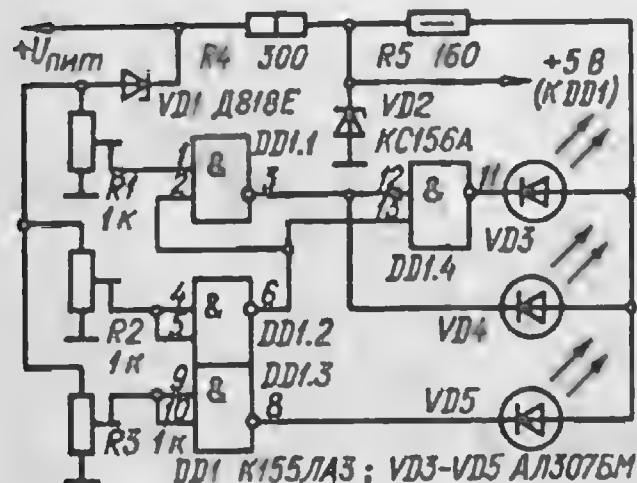 +Uпит
R4 300
R5 160
+5 В
(К DD1)
VD1 Д818Е
VD2
КС156А
DD1.1
&
1
2
3
R1
1к
12
13
&
11
DD1.4
VD3
R2
1к
4
5
&
6
DD1.2
DD1.3
VD4
9
10
&
8
R3 1к
VD5
DD1 К155ЛА3; VD3-VD5 АЛ307БМ